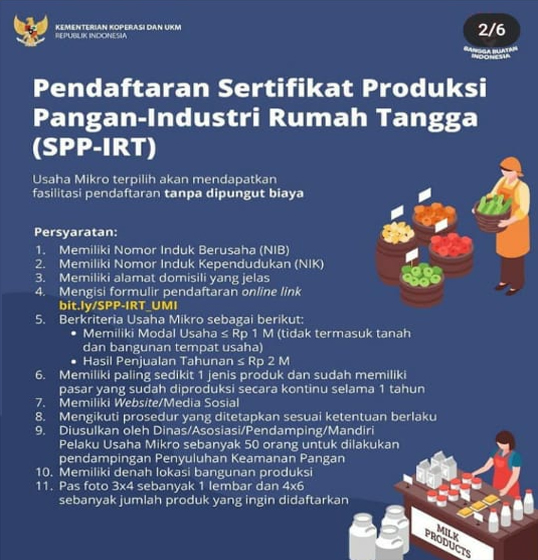 KEMENTERIAN KOPERASI DAN UKM
REPUBLIK INDONESIA
2/6
BANGGA BUATAN
INDONESIA
Pendaftaran Sertifikat Produksi
Pangan-Industri Rumah Tangga
(SPP-IRT)
Usaha Mikro terpilih akan mendapatkan
fasilitasi pendaftaran tanpa dipungut biaya
Persyaratan:
1. Memiliki Nomor Induk Berusaha (NIB)
2. Memiliki Nomor Induk Kependudukan (NIK)
3. Memiliki alamat domisili yang jelas
4. Mengisi formulir pendaftaran online link
bit.ly/SPP-IRT_UMI
5. Berkriteria Usaha Mikro sebagai berikut:
• Memiliki Modal Usaha ≤ Rp 1 M (tidak termasuk tanah
dan bangunan tempat usaha)
• Hasil Penjualan Tahunan ≤ Rp 2 M
6. Memiliki paling sedikit 1 jenis produk dan sudah memiliki
pasar yang sudah diproduksi secara kontinu selama 1 tahun
7. Memiliki Website/Media Sosial
8. Mengikuti prosedur yang ditetapkan sesuai ketentuan berlaku
9. Diusulkan oleh Dinas/Asosiasi/Pendamping/Mandiri
Pelaku Usaha Mikro sebanyak 50 orang untuk dilakukan
pendampingan Penyuluhan Keamanan Pangan
10. Memiliki denah lokasi bangunan produksi
11. Pas foto 3x4 sebanyak 1 lembar dan 4x6
sebanyak jumlah produk yang ingin didaftarkan
MILK
PRODUCTS